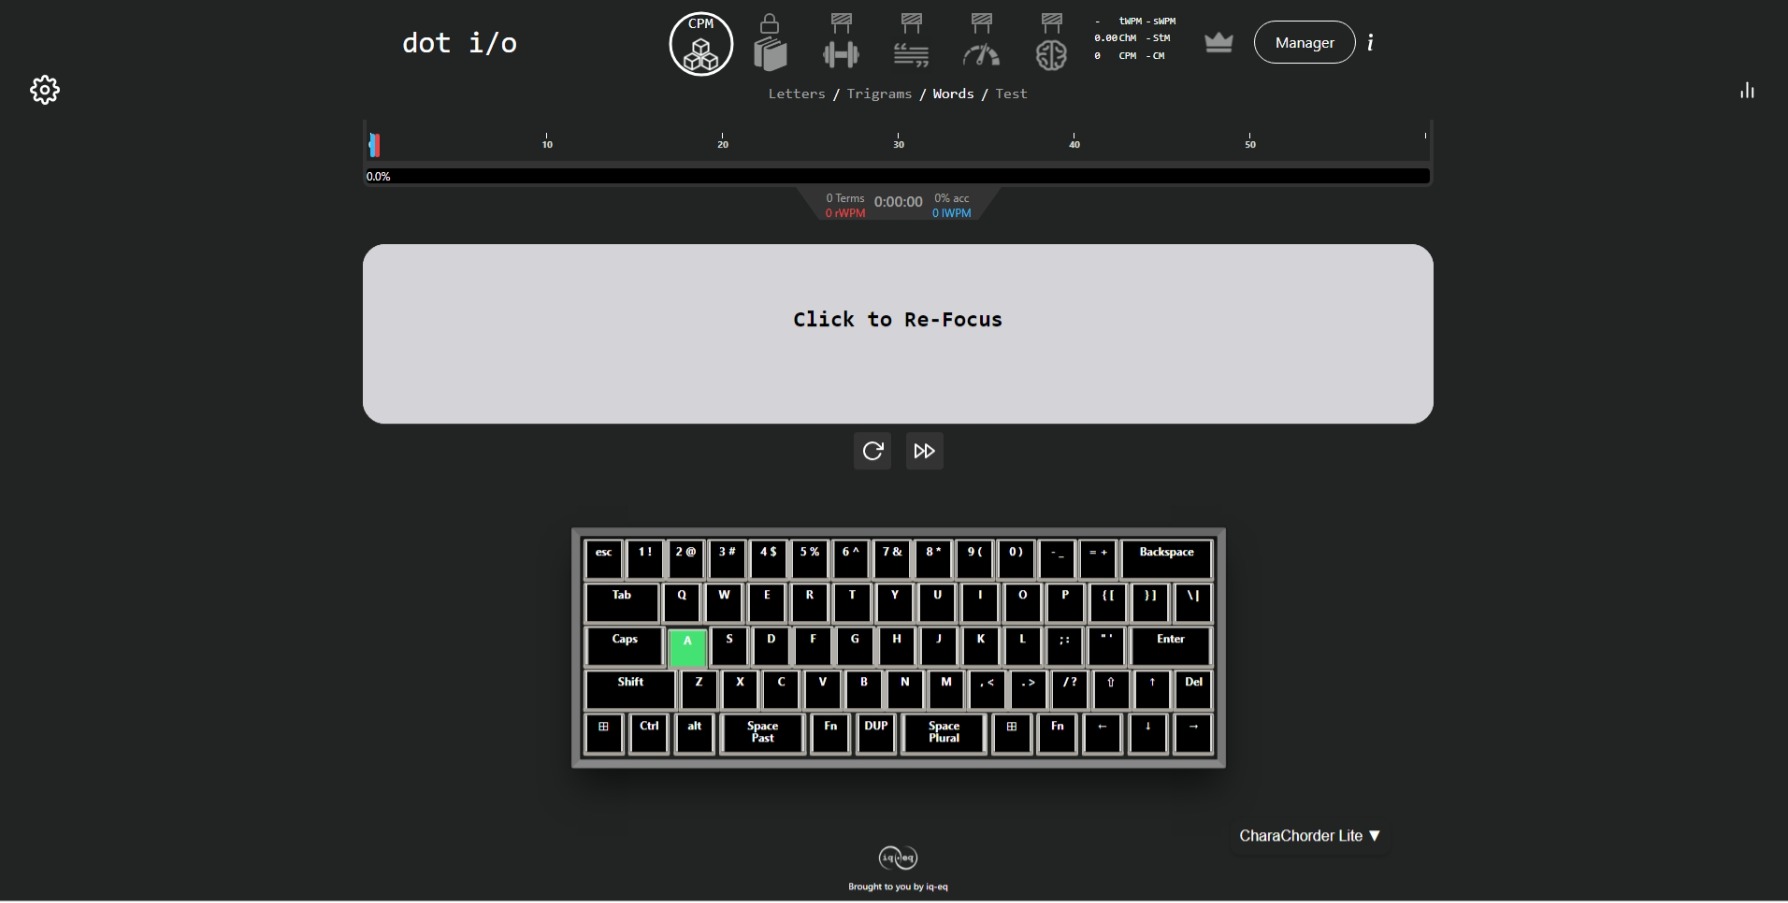 dot i/o
CPM
- tWPM - sWPM
0.00 ChM - StM
0 CPM - CM
Manager
i
Letters / Trigrams / Words / Test
10 20 30 40 50
0.0%
0 Terms 0:00:00 0% acc
0 rWPM 0 lWPM
Click to Re-Focus
esc 1 ! 2 @ 3 # 4 $ 5 % 6 ^ 7 & 8 * 9 ( 0 ) - _ = + Backspace
Tab Q W E R T Y U I O P { [ } ] \ |
Caps A S D F G H J K L ; : " ' Enter
Shift Z X C V B N M , < . > / ? ⇧ ↑ Del
⊞ Ctrl alt Space Past Fn DUP Space Plural ⊞ Fn ← ↓ →
CharaChorder Lite ▼
iq-eq
Brought to you by iq-eq